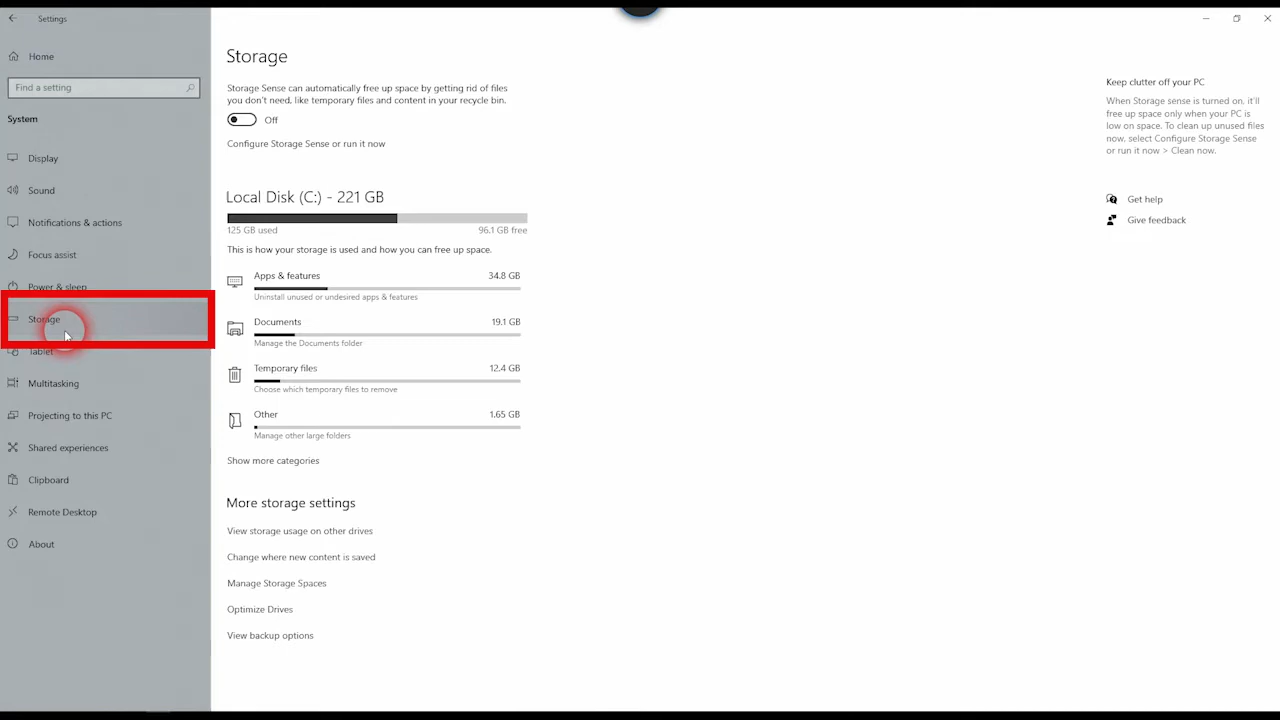 Settings
Home
Find a setting
System
Display
Sound
Notifications & actions
Focus assist
Power & sleep
Storage
Tablet
Multitasking
Projecting to this PC
Shared experiences
Clipboard
Remote Desktop
About
Storage
Storage Sense can automatically free up space by getting rid of files
you don't need, like temporary files and content in your recycle bin.
Off
Configure Storage Sense or run it now
Local Disk (C:) - 221 GB
125 GB used 96.1 GB free
This is how your storage is used and how you can free up space.
Apps & features 34.8 GB
Uninstall unused or undesired apps & features
Documents 19.1 GB
Manage the Documents folder
Temporary files 12.4 GB
Choose which temporary files to remove
Other 1.65 GB
Manage other large folders
Show more categories
More storage settings
View storage usage on other drives
Change where new content is saved
Manage Storage Spaces
Optimize Drives
View backup options
Keep clutter off your PC
When Storage sense is turned on, it'll
free up space only when your PC is
low on space. To clean up unused files
now, select Configure Storage Sense
or run it now > Clean now.
Get help
Give feedback